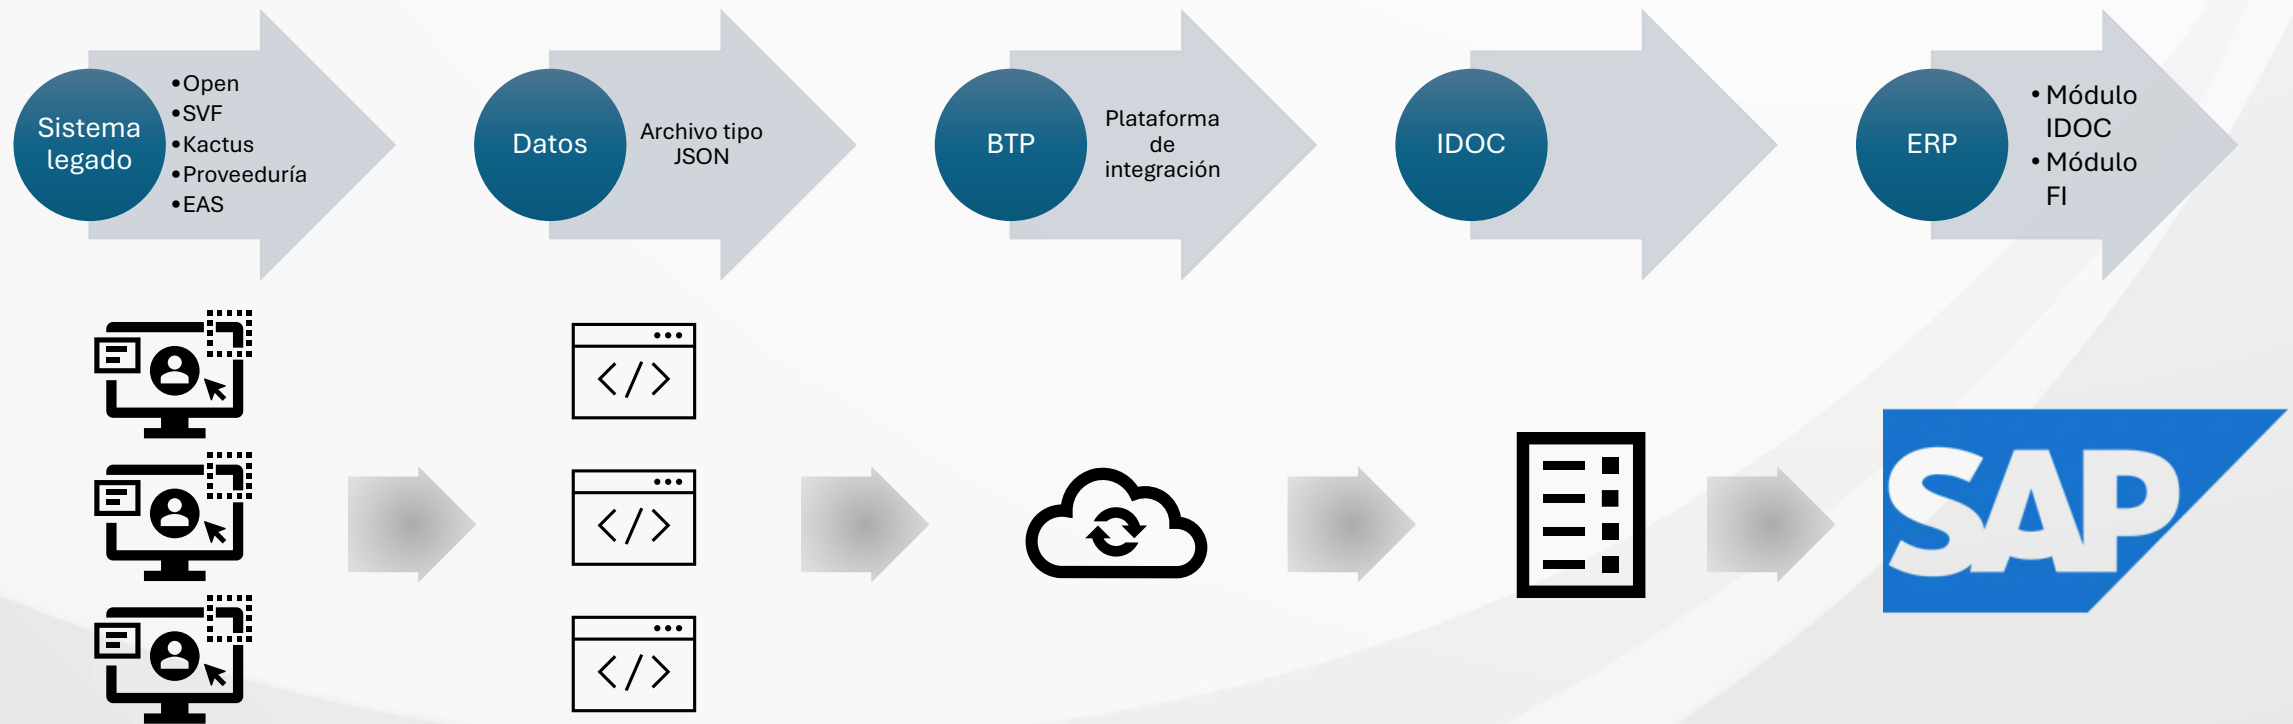 Sistema
legado
•Open
•SVF
•Kactus
•Proveeduría
•EAS
Datos
Archivo tipo
JSON
BTP
Plataforma
de
integración
IDOC
ERP
• Módulo
IDOC
• Módulo
FI
</>
</>
</>
SAP